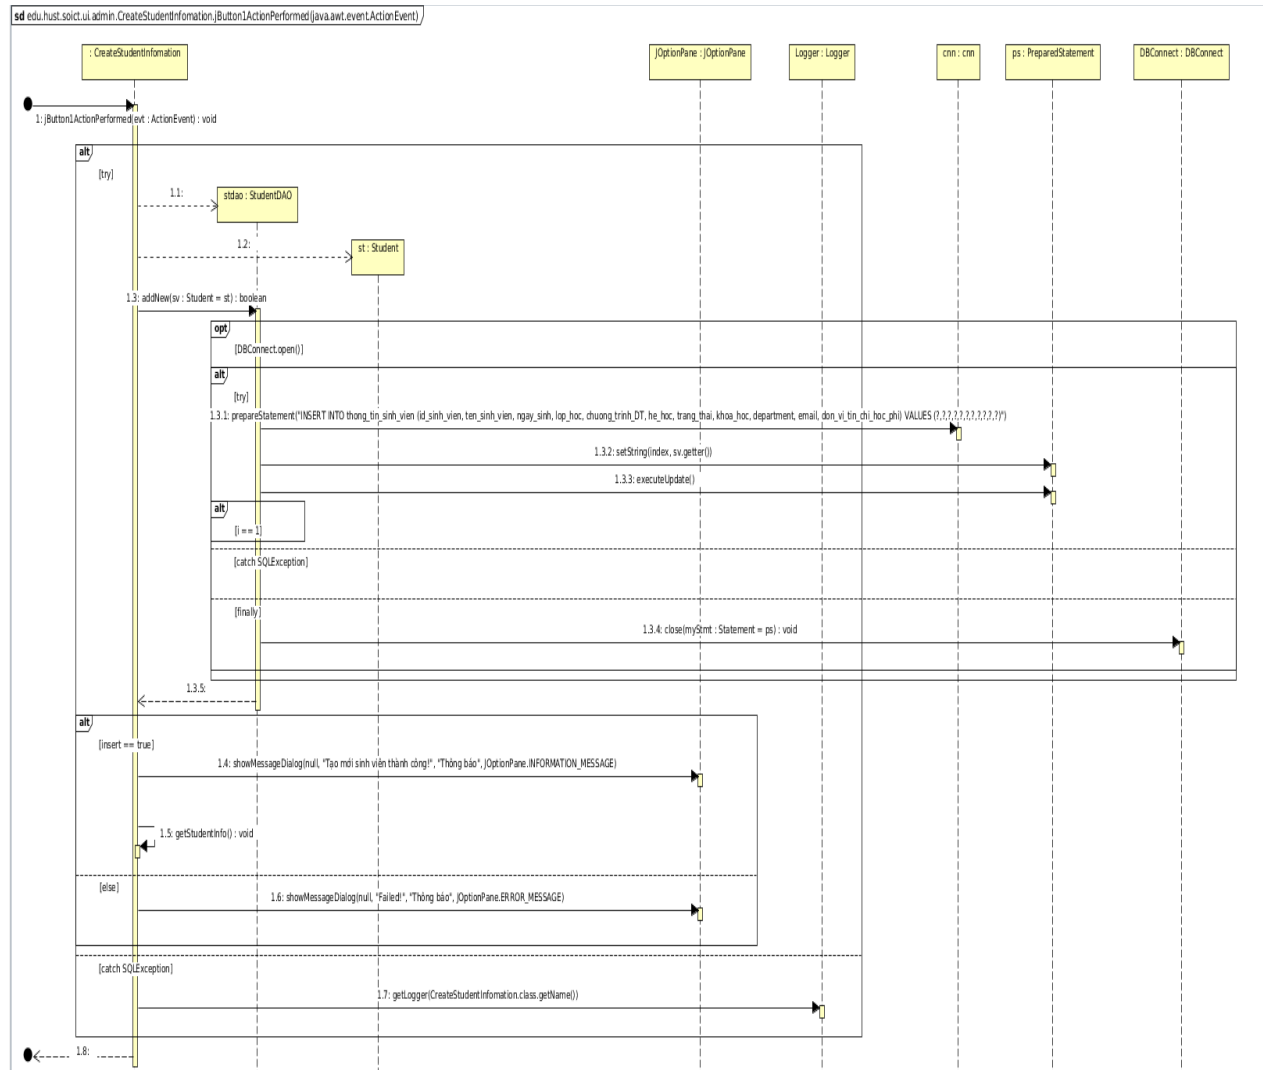 sd edu.hust.soict.ui.admin.CreateStudentInfomation.jButton1ActionPerformed(java.awt.event.ActionEvent)
: CreateStudentInfomation
JOptionPane : JOptionPane
Logger : Logger
cnn : cnn
ps : PreparedStatement
DBConnect : DBConnect
1: jButton1ActionPerformed(evt : ActionEvent) : void
alt
[try]
1.1:
stdao : StudentDAO
1.2:
st : Student
1.3: addNew(sv : Student = st) : boolean
opt
[DBConnect.open()]
alt
[try]
1.3.1: prepareStatement("INSERT INTO thong_tin_sinh_vien (id_sinh_vien, ten_sinh_vien, ngay_sinh, lop_hoc, chuong_trinh_DT, he_hoc, trang_thai, khoa_hoc, department, email, don_vi_tin_chi_hoc_phi) VALUES (?,?,?,?,?,?,?,?,?,?,?)")
1.3.2: setString(index, sv.getter())
1.3.3: executeUpdate()
alt
[i == 1]
[catch SQLException]
[finally]
1.3.4: close(myStmt : Statement = ps) : void
1.3.5:
alt
[insert == true]
1.4: showMessageDialog(null, "Tạo mới sinh viên thành công!", "Thông báo", JOptionPane.INFORMATION_MESSAGE)
1.5: getStudentInfo() : void
[else]
1.6: showMessageDialog(null, "Failed!", "Thông báo", JOptionPane.ERROR_MESSAGE)
[catch SQLException]
1.7: getLogger(CreateStudentInfomation.class.getName())
1.8: